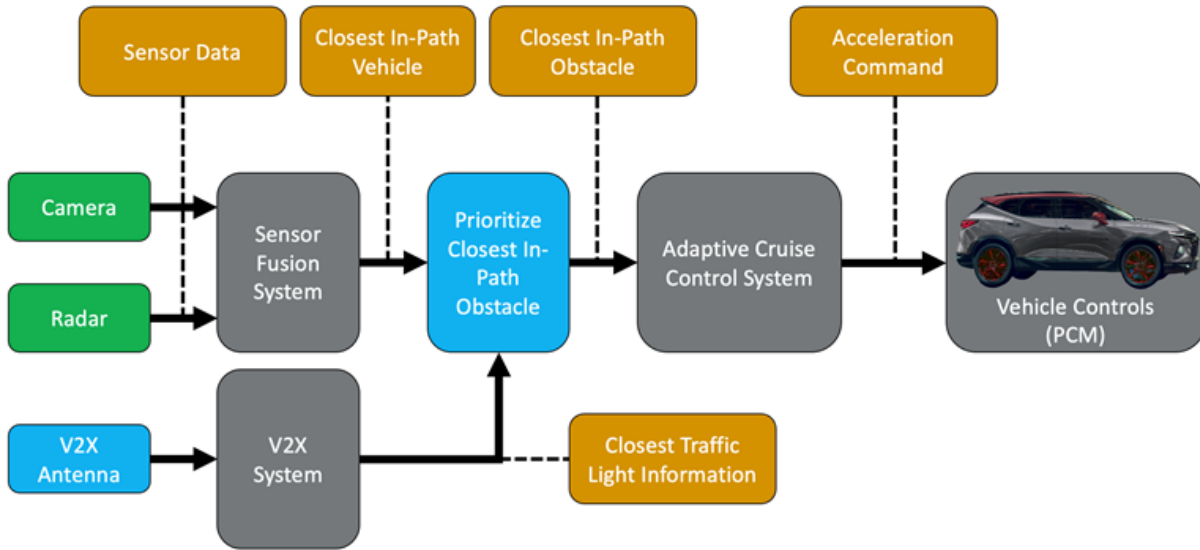 Sensor Data
Closest In-Path
Vehicle
Closest In-Path
Obstacle
Acceleration
Command
Camera
Radar
Sensor
Fusion
System
Prioritize
Closest In-
Path
Obstacle
Adaptive Cruise
Control System
Vehicle Controls
(PCM)
V2X
Antenna
V2X
System
Closest Traffic
Light Information